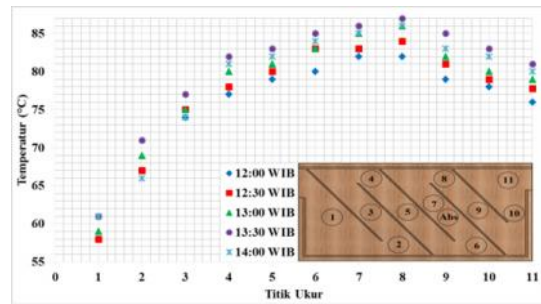 85
80
75
70
65
60
55
Temperatur (°C)
12:00 WIB
12:30 WIB
13:00 WIB
13:30 WIB
14:00 WIB
4
8
11
1
3
5
7
Abs
9
10
2
6
0 1 2 3 4 5 6 7 8 9 10 11
Titik Ukur